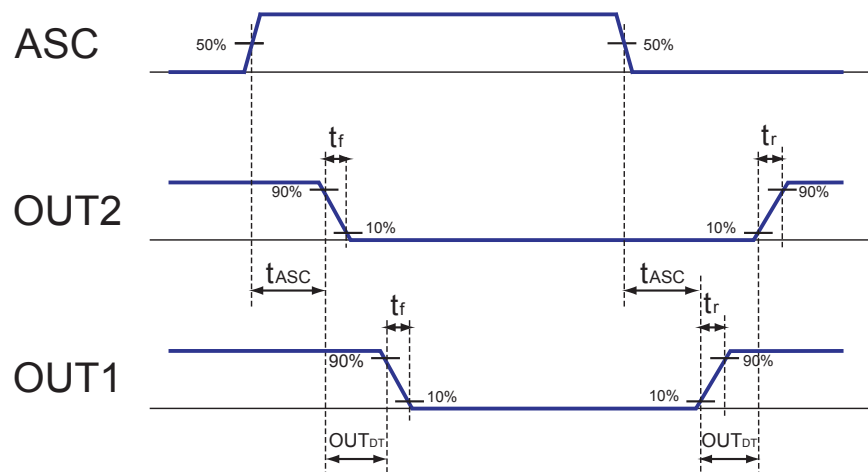 ASC
50%
50%
tf
tr
OUT2
90%
10%
10%
90%
tASC
tASC
tf
tr
OUT1
90%
10%
10%
90%
OUTDT
OUTDT